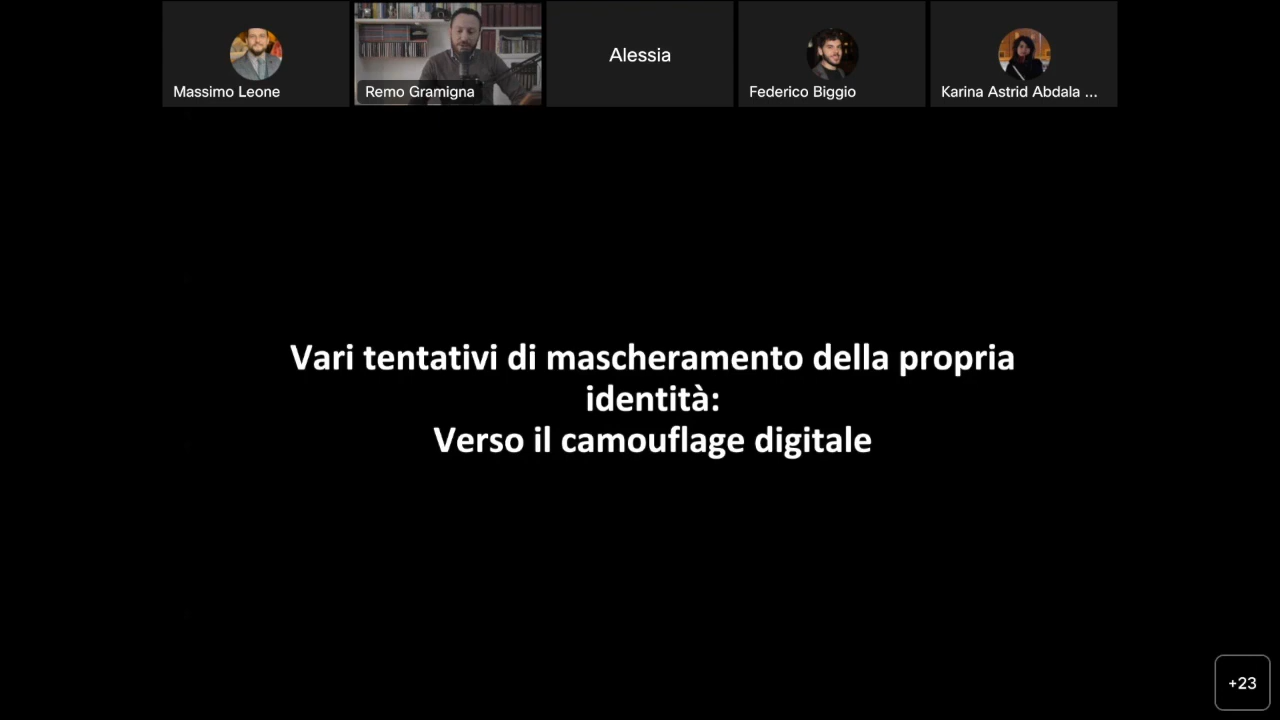 Massimo Leone
Remo Gramigna
Alessia
Federico Biggio
Karina Astrid Abdala ...
Vari tentativi di mascheramento della propria
identità:
Verso il camouflage digitale
+23